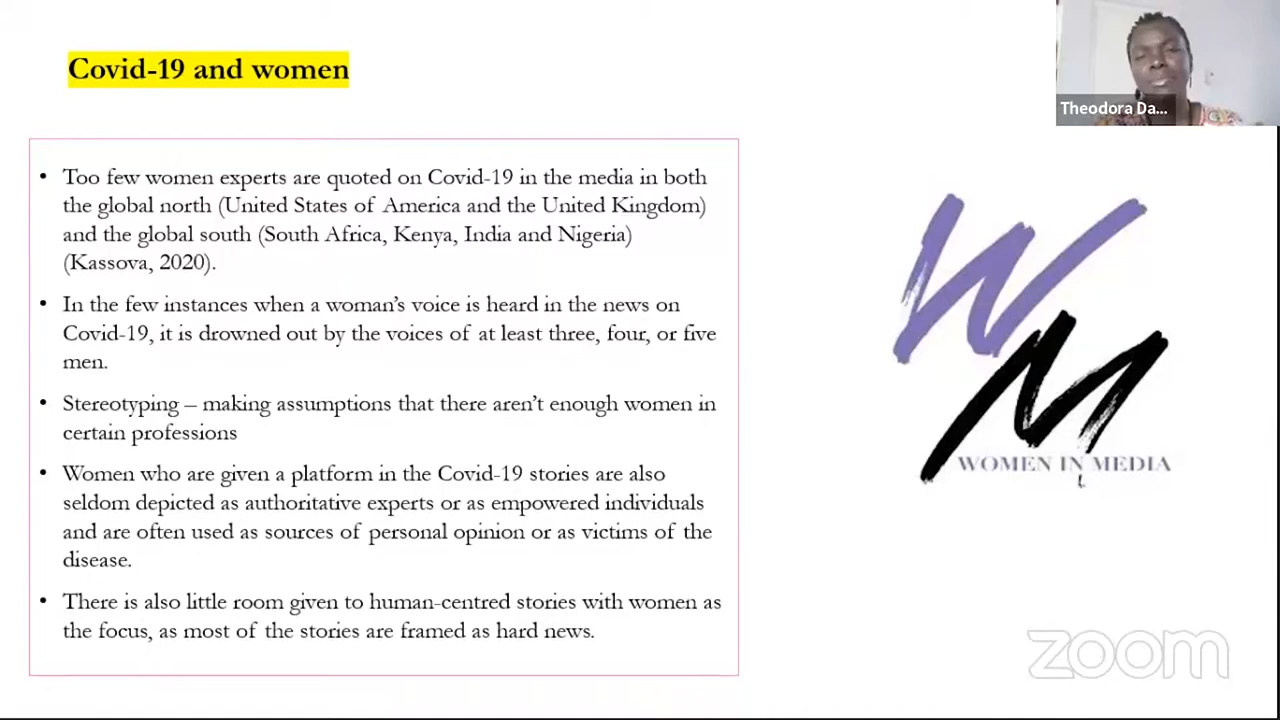 Covid-19 and women
Theodora Da...
• Too few women experts are quoted on Covid-19 in the media in both
the global north (United States of America and the United Kingdom)
and the global south (South Africa, Kenya, India and Nigeria)
(Kassova, 2020).
• In the few instances when a woman’s voice is heard in the news on
Covid-19, it is drowned out by the voices of at least three, four, or five
men.
• Stereotyping – making assumptions that there aren’t enough women in
certain professions
• Women who are given a platform in the Covid-19 stories are also
seldom depicted as authoritative experts or as empowered individuals
and are often used as sources of personal opinion or as victims of the
disease.
• There is also little room given to human-centred stories with women as
the focus, as most of the stories are framed as hard news.
W
M
WOMEN IN MEDIA
zoom